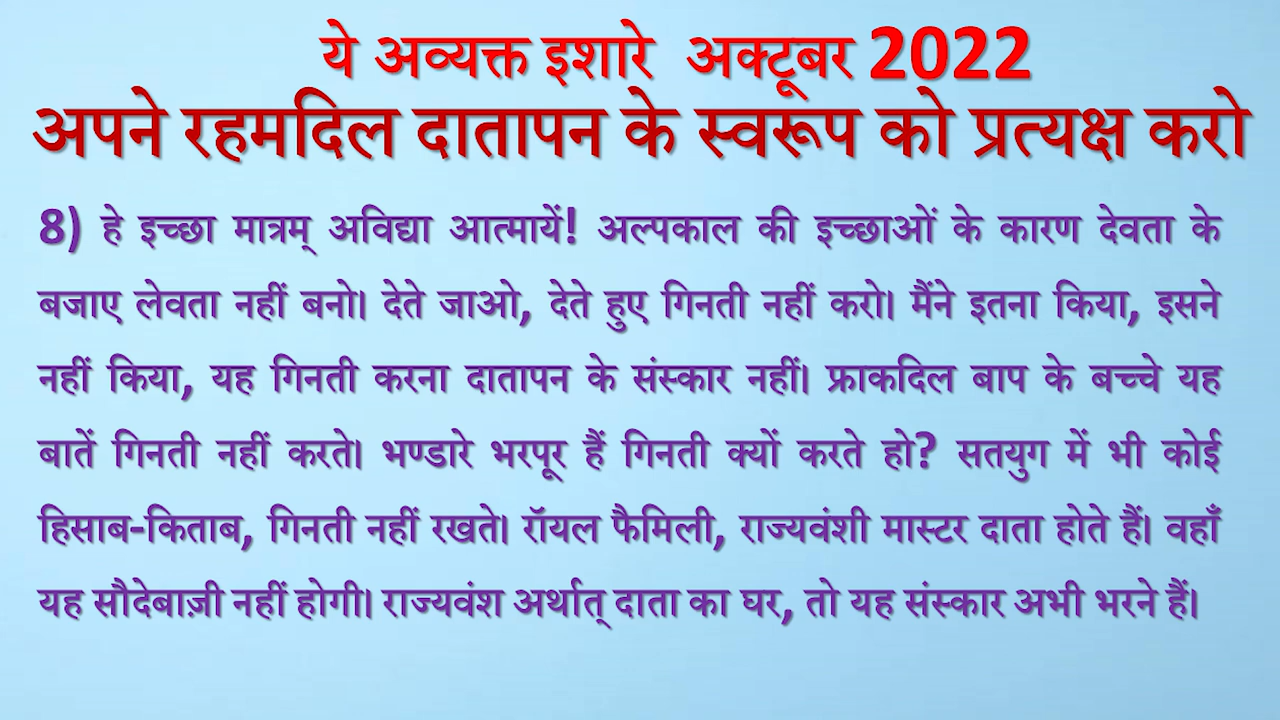 ये अव्यक्त इशारे अक्टूबर 2022
अपने रहमदिल दातापन के स्वरूप को प्रत्यक्ष करो
8) हे इच्छा मात्रम् अविद्या आत्मायें! अल्पकाल की इच्छाओं के कारण देवता के
बजाए लेवता नहीं बनो। देते जाओ, देते हुए गिनती नहीं करो। मैंने इतना किया, इसने
नहीं किया, यह गिनती करना दातापन के संस्कार नहीं। फ्राकदिल बाप के बच्चे यह
बातें गिनती नहीं करते। भण्डारे भरपूर हैं गिनती क्यों करते हो? सतयुग में भी कोई
हिसाब-किताब, गिनती नहीं रखते। रॉयल फैमिली, राज्यवंशी मास्टर दाता होते हैं। वहाँ
यह सौदेबाज़ी नहीं होगी। राज्यवंश अर्थात् दाता का घर, तो यह संस्कार अभी भरने हैं।